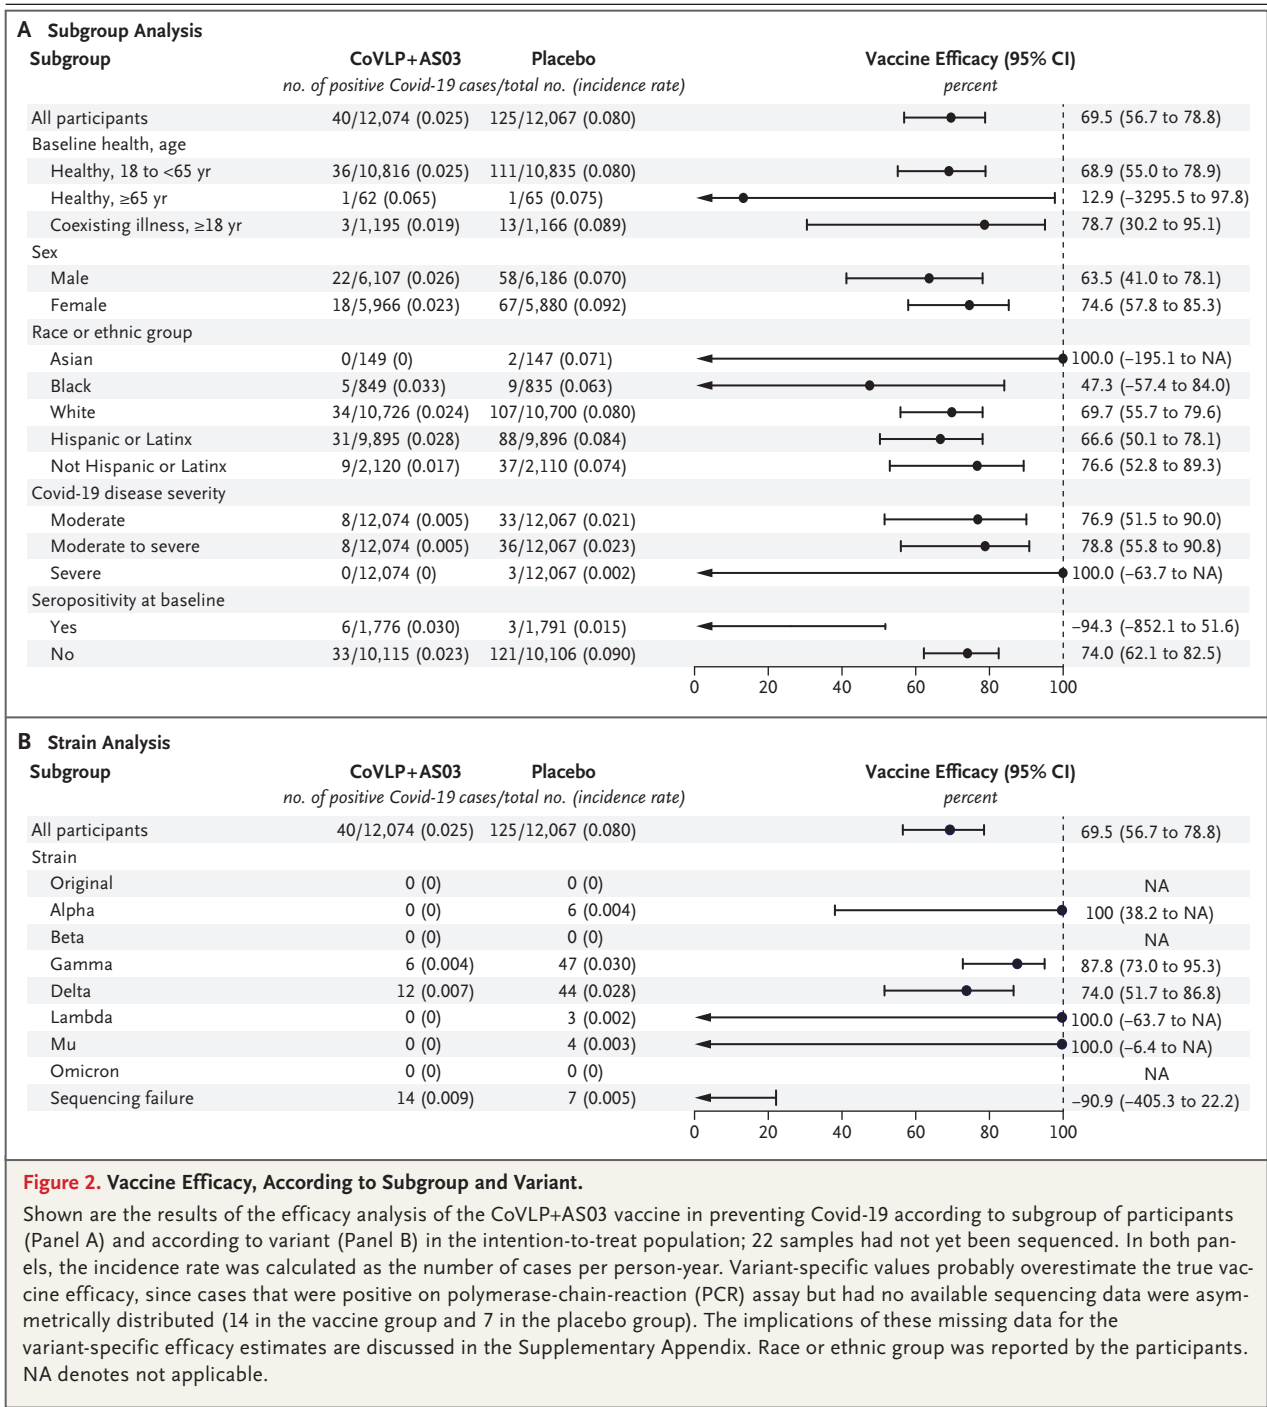 A Subgroup Analysis
Subgroup CoVLP+AS03 Placebo Vaccine Efficacy (95% CI)
no. of positive Covid-19 cases/total no. (incidence rate) percent
All participants 40/12,074 (0.025) 125/12,067 (0.080) 69.5 (56.7 to 78.8)
Baseline health, age
Healthy, 18 to <65 yr 36/10,816 (0.025) 111/10,835 (0.080) 68.9 (55.0 to 78.9)
Healthy, ≥65 yr 1/62 (0.065) 1/65 (0.075) 12.9 (–3295.5 to 97.8)
Coexisting illness, ≥18 yr 3/1,195 (0.019) 13/1,166 (0.089) 78.7 (30.2 to 95.1)
Sex
Male 22/6,107 (0.026) 58/6,186 (0.070) 63.5 (41.0 to 78.1)
Female 18/5,966 (0.023) 67/5,880 (0.092) 74.6 (57.8 to 85.3)
Race or ethnic group
Asian 0/149 (0) 2/147 (0.071) 100.0 (–195.1 to NA)
Black 5/849 (0.033) 9/835 (0.063) 47.3 (–57.4 to 84.0)
White 34/10,726 (0.024) 107/10,700 (0.080) 69.7 (55.7 to 79.6)
Hispanic or Latinx 31/9,895 (0.028) 88/9,896 (0.084) 66.6 (50.1 to 78.1)
Not Hispanic or Latinx 9/2,120 (0.017) 37/2,110 (0.074) 76.6 (52.8 to 89.3)
Covid-19 disease severity
Moderate 8/12,074 (0.005) 33/12,067 (0.021) 76.9 (51.5 to 90.0)
Moderate to severe 8/12,074 (0.005) 36/12,067 (0.023) 78.8 (55.8 to 90.8)
Severe 0/12,074 (0) 3/12,067 (0.002) 100.0 (–63.7 to NA)
Seropositivity at baseline
Yes 6/1,776 (0.030) 3/1,791 (0.015) –94.3 (–852.1 to 51.6)
No 33/10,115 (0.023) 121/10,106 (0.090) 74.0 (62.1 to 82.5)
0 20 40 60 80 100
B Strain Analysis
Subgroup CoVLP+AS03 Placebo Vaccine Efficacy (95% CI)
no. of positive Covid-19 cases/total no. (incidence rate) percent
All participants 40/12,074 (0.025) 125/12,067 (0.080) 69.5 (56.7 to 78.8)
Strain
Original 0 (0) 0 (0) NA
Alpha 0 (0) 6 (0.004) 100 (38.2 to NA)
Beta 0 (0) 0 (0) NA
Gamma 6 (0.004) 47 (0.030) 87.8 (73.0 to 95.3)
Delta 12 (0.007) 44 (0.028) 74.0 (51.7 to 86.8)
Lambda 0 (0) 3 (0.002) 100.0 (–63.7 to NA)
Mu 0 (0) 4 (0.003) 100.0 (–6.4 to NA)
Omicron 0 (0) 0 (0) NA
Sequencing failure 14 (0.009) 7 (0.005) –90.9 (–405.3 to 22.2)
0 20 40 60 80 100
Figure 2. Vaccine Efficacy, According to Subgroup and Variant.
Shown are the results of the efficacy analysis of the CoVLP+AS03 vaccine in preventing Covid-19 according to subgroup of participants
(Panel A) and according to variant (Panel B) in the intention-to-treat population; 22 samples had not yet been sequenced. In both pan-
els, the incidence rate was calculated as the number of cases per person-year. Variant-specific values probably overestimate the true vac-
cine efficacy, since cases that were positive on polymerase-chain-reaction (PCR) assay but had no available sequencing data were asym-
metrically distributed (14 in the vaccine group and 7 in the placebo group). The implications of these missing data for the
variant-specific efficacy estimates are discussed in the Supplementary Appendix. Race or ethnic group was reported by the participants.
NA denotes not applicable.